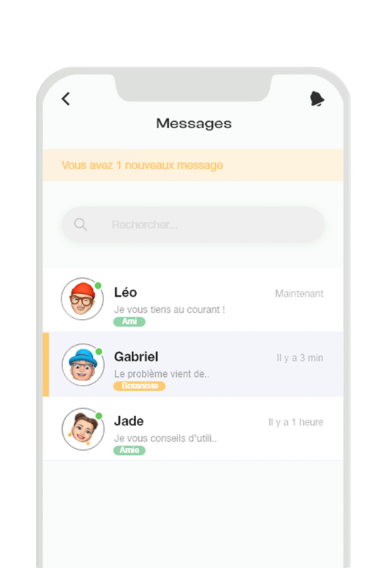 Messages
Vous avez 1 nouveaux message
Rechercher...
Léo
Maintenant
Je vous tiens au courant !
Ami
Gabriel
Il y a 3 min
Le problème vient de..
Botaniste
Jade
Il y a 1 heure
Je vous conseils d'utili..
Amie